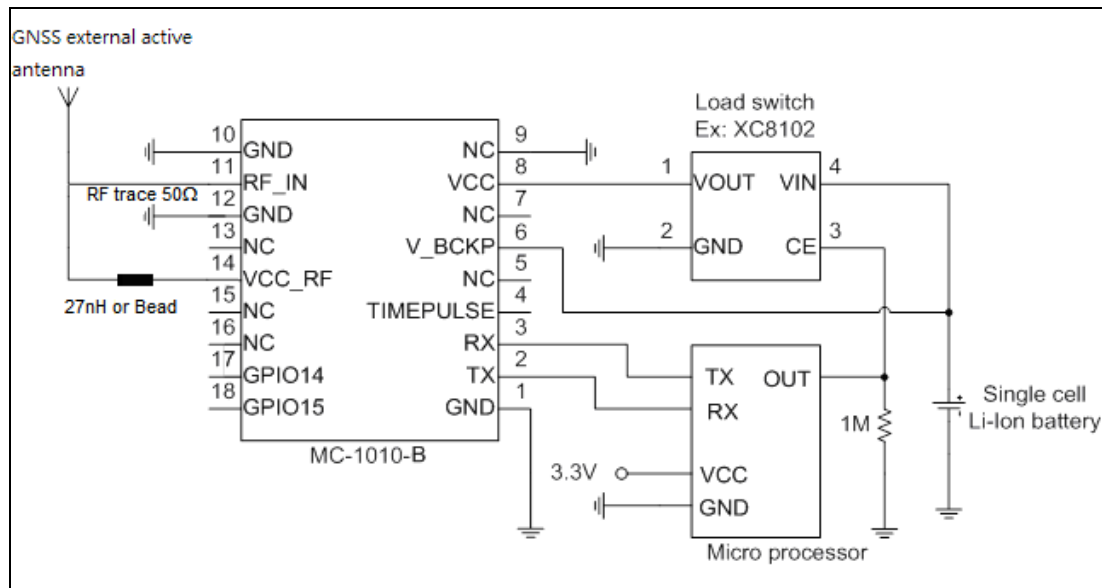 GNSS external active
antenna
RF trace 50Ω
27nH or Bead
10
GND
11
RF_IN
12
GND
13
NC
14
VCC_RF
15
NC
16
NC
17
GPIO14
18
GPIO15
NC
9
VCC
8
NC
7
V_BCKP
6
NC
5
TIMEPULSE
4
RX
3
TX
2
GND
1
MC-1010-B
Load switch
Ex: XC8102
1
VOUT
VIN
4
2
GND
CE
3
TX
OUT
RX
3.3V
VCC
GND
Micro processor
1M
+
-
Single cell
Li-Ion battery